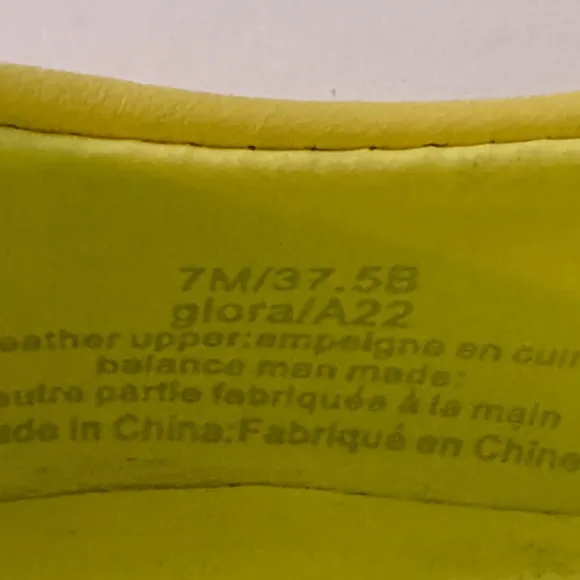 7M/37.5B
glora/A22
eather upper:empeigne en cuir
balance man made:
autre partie fabriqués à la main
ade in China:Fabriqué en Chine